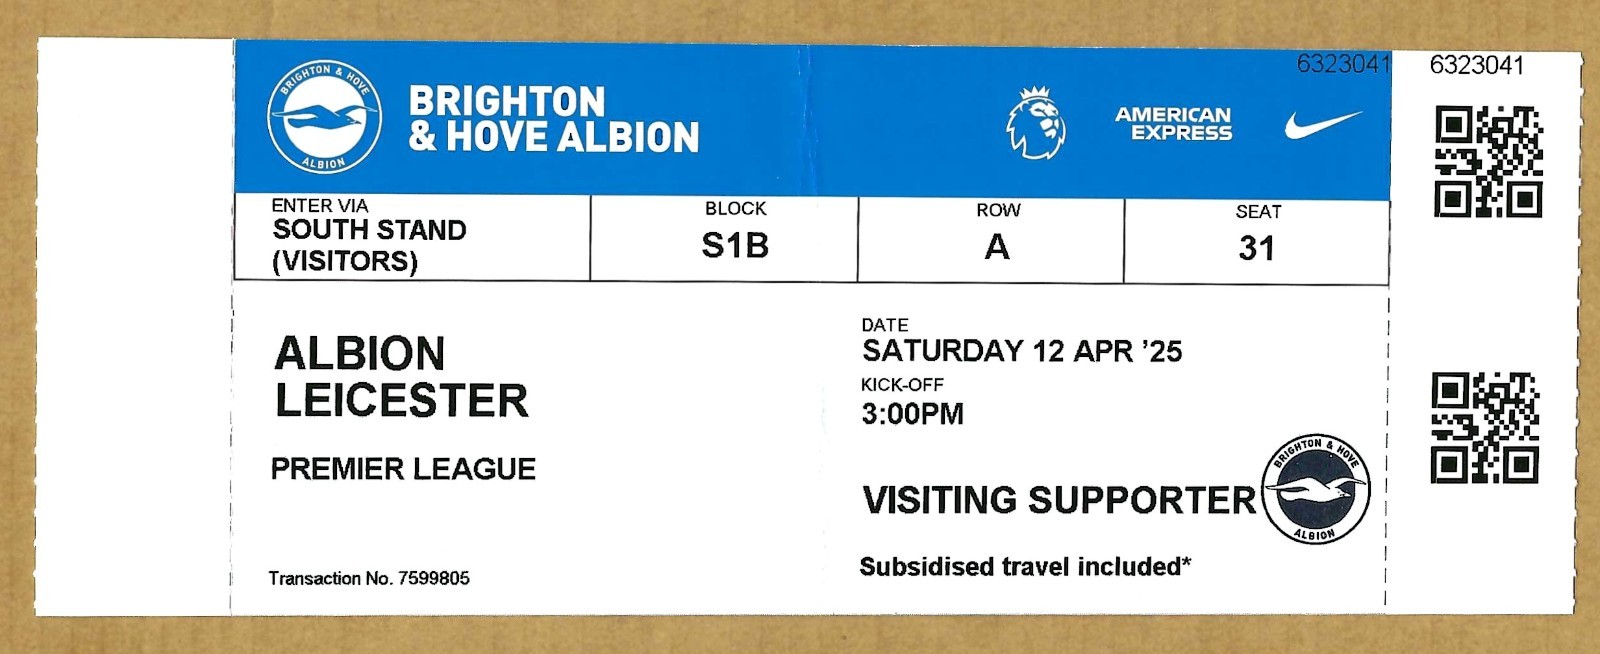 6323041
6323041
BRIGHTON & HOVE
ALBION
BRIGHTON
& HOVE ALBION
AMERICAN
EXPRESS
ENTER VIA
SOUTH STAND
(VISITORS)
BLOCK
S1B
ROW
A
SEAT
31
ALBION
LEICESTER
PREMIER LEAGUE
Transaction No. 7599805
DATE
SATURDAY 12 APR ’25
KICK-OFF
3:00PM
VISITING SUPPORTER
BRIGHTON & HOVE
ALBION
Subsidised travel included*